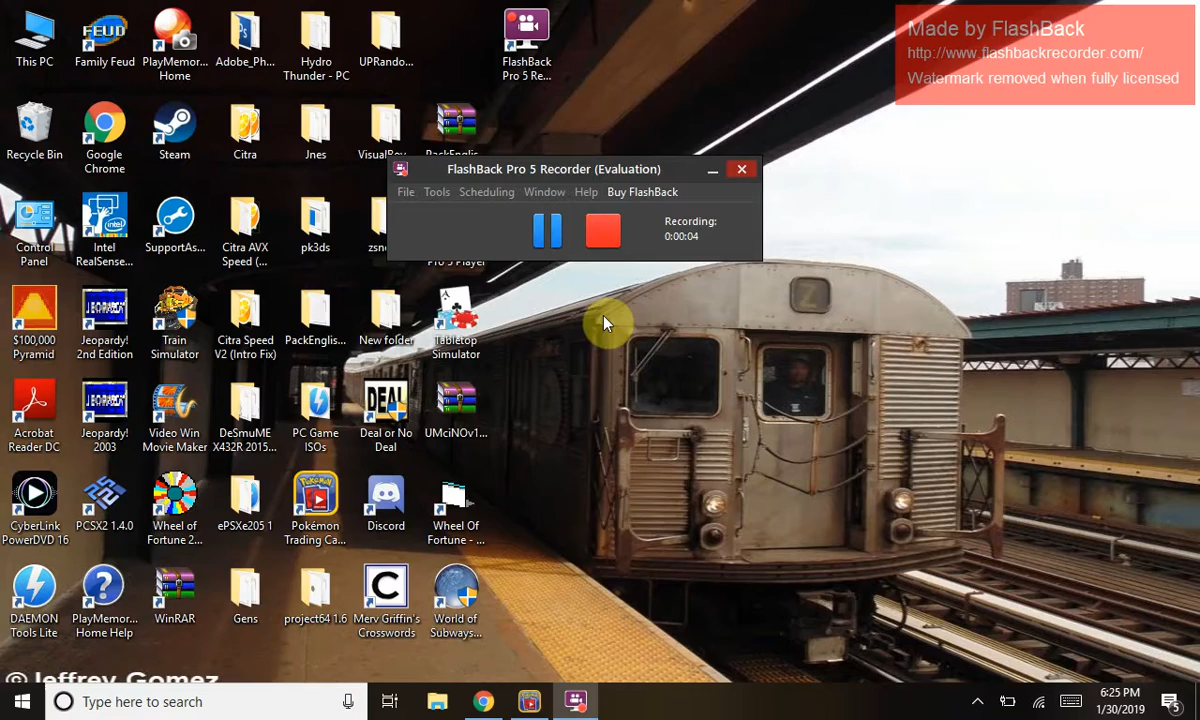 This PC
Family Feud
PlayMemor...
Home
Adobe_Ph...
Hydro
Thunder - PC
UPRando...
FlashBack
Pro 5 Re...
Made by FlashBack
http://www.flashbackrecorder.com/
Watermark removed when fully licensed
FEUD
Recycle Bin
Google
Chrome
Steam
Citra
Jnes
VisualBoy
PackEnglis
FlashBack Pro 5 Recorder (Evaluation)
File Tools Scheduling Window Help Buy FlashBack
Recording:
0:00:04
Control
Panel
Intel
RealSense...
SupportAs...
Citra AVX
Speed (...
pk3ds
zsne
Pro 5 Player
$100,000
Pyramid
Jeopardy!
2nd Edition
Train
Simulator
Citra Speed
V2 (Intro Fix)
PackEnglis...
New folder
Tabletop
Simulator
Z
Acrobat
Reader DC
Jeopardy!
2003
Video Win
Movie Maker
DeSmuME
X432R 2015...
PC Game
ISOs
DEAL
Deal or No
Deal
UMciNOv1...
CyberLink
PowerDVD 16
PCSX2 1.4.0
Wheel of
Fortune 2...
ePSXe205 1
Pokémon
Trading Ca...
Discord
Wheel Of
Fortune - ...
DAEMON
Tools Lite
PlayMemor...
Home Help
WinRAR
Gens
project64 1.6
C
Merv Griffin's
Crosswords
World of
Subways...
© Jeffrey Gomez
Type here to search
6:25 PM
1/30/2019
5